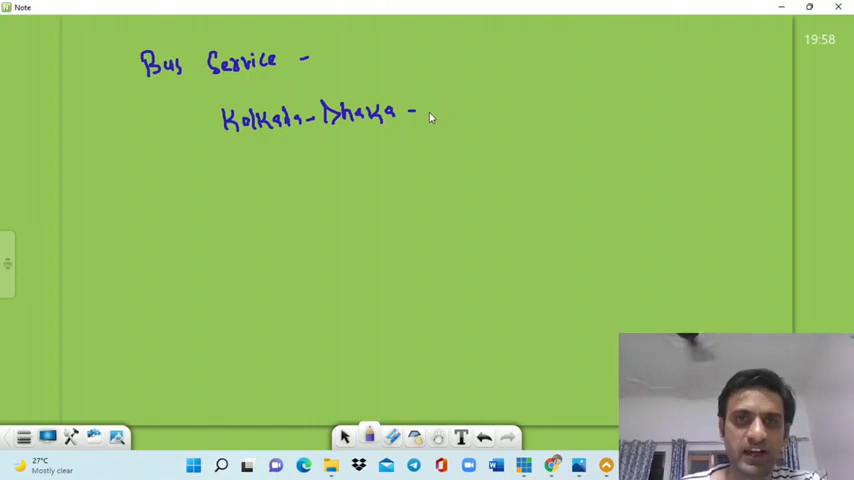 Note
19:58
Bus Service -
Kolkata - Dhaka -
27°C
Mostly clear